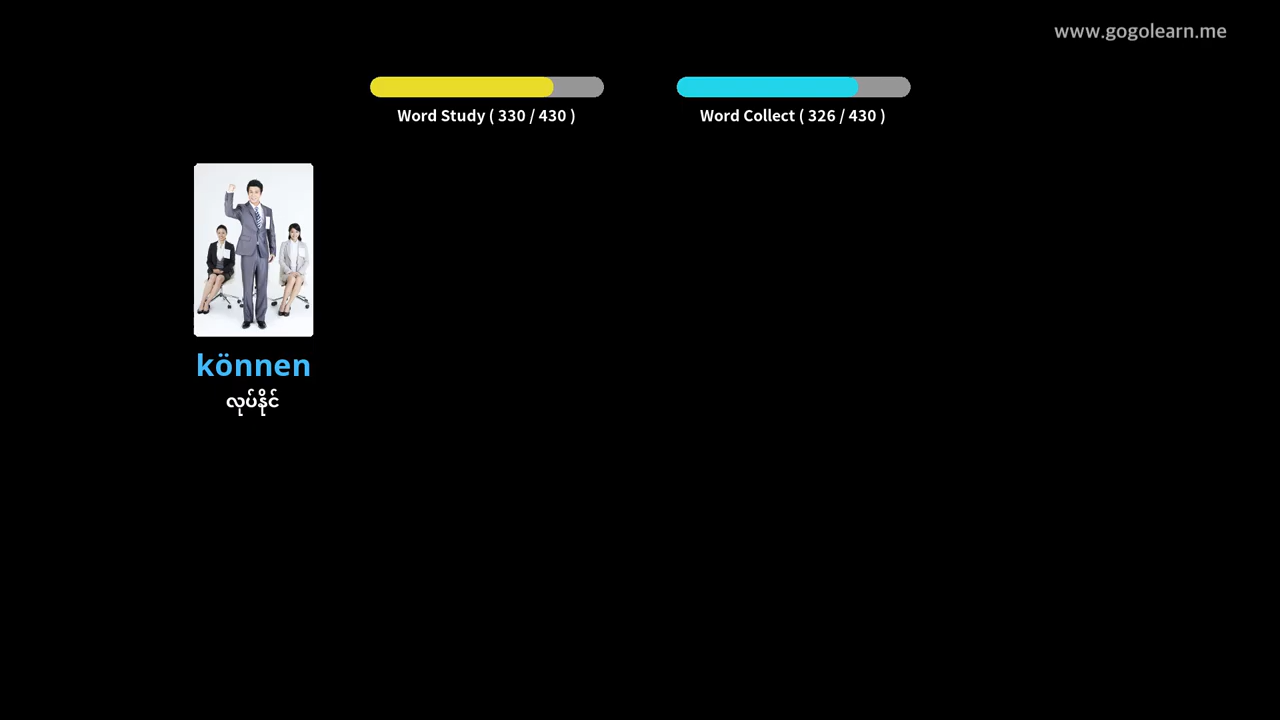 www.gogolearn.me
Word Study ( 330 / 430 )
Word Collect ( 326 / 430 )
können
လုပ်နိုင်